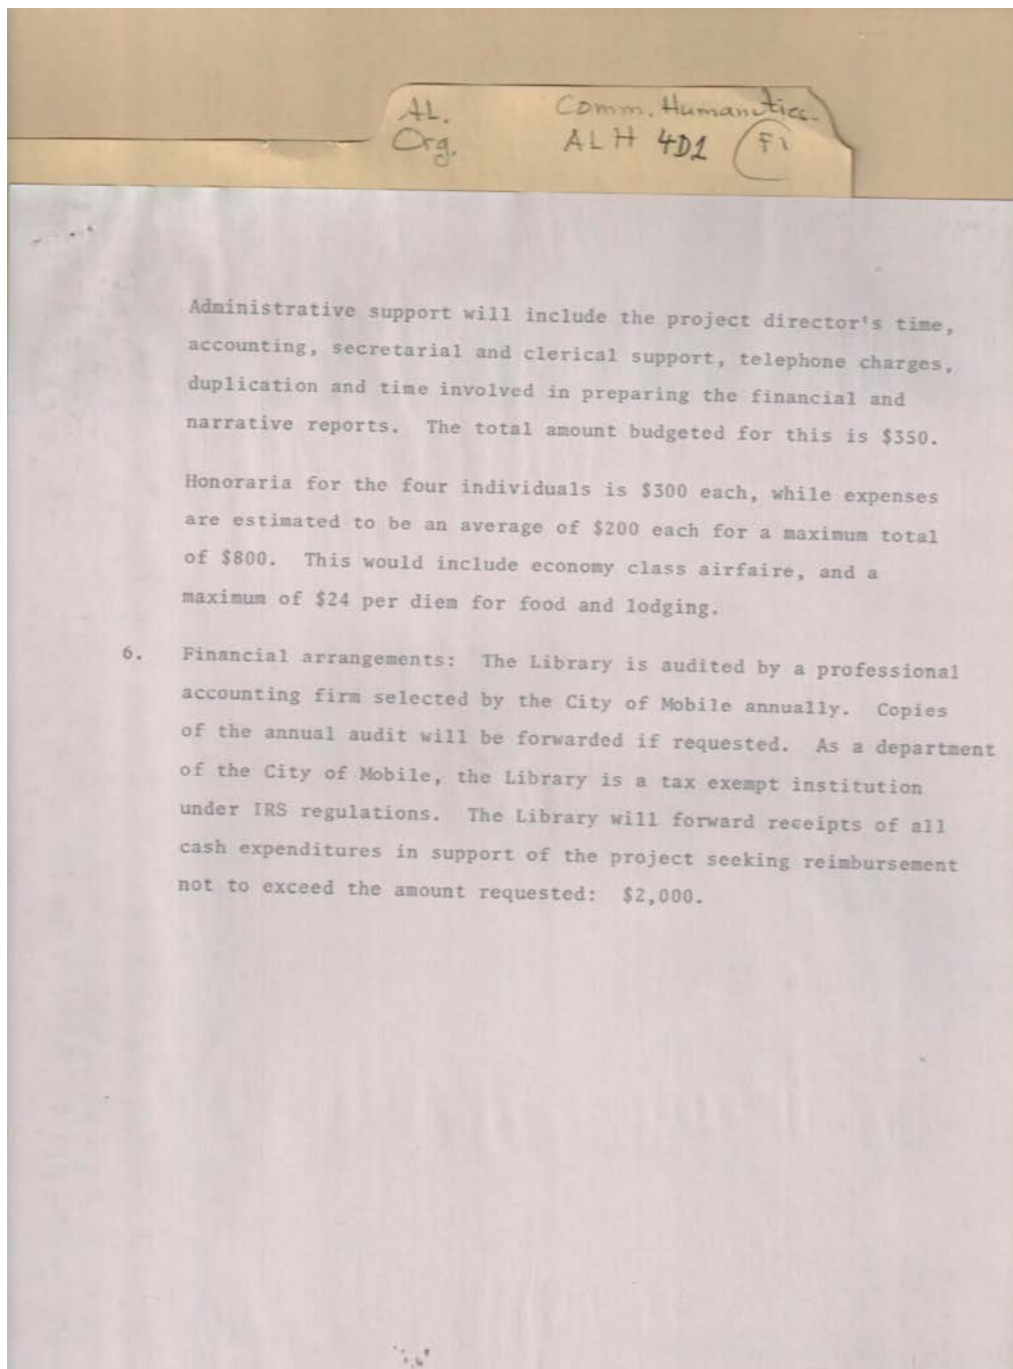 AL. Comm. Humanities.
Org. ALH 4D1 F1
Administrative support will include the project director's time,
accounting, secretarial and clerical support, telephone charges,
duplication and time involved in preparing the financial and
narrative reports. The total amount budgeted for this is $350.
Honoraria for the four individuals is $300 each, while expenses
are estimated to be an average of $200 each for a maximum total
of $800. This would include economy class airfaire, and a
maximum of $24 per diem for food and lodging.
6. Financial arrangements: The Library is audited by a professional
accounting firm selected by the City of Mobile annually. Copies
of the annual audit will be forwarded if requested. As a department
of the City of Mobile, the Library is a tax exempt institution
under IRS regulations. The Library will forward receipts of all
cash expenditures in support of the project seeking reimbursement
not to exceed the amount requested: $2,000.